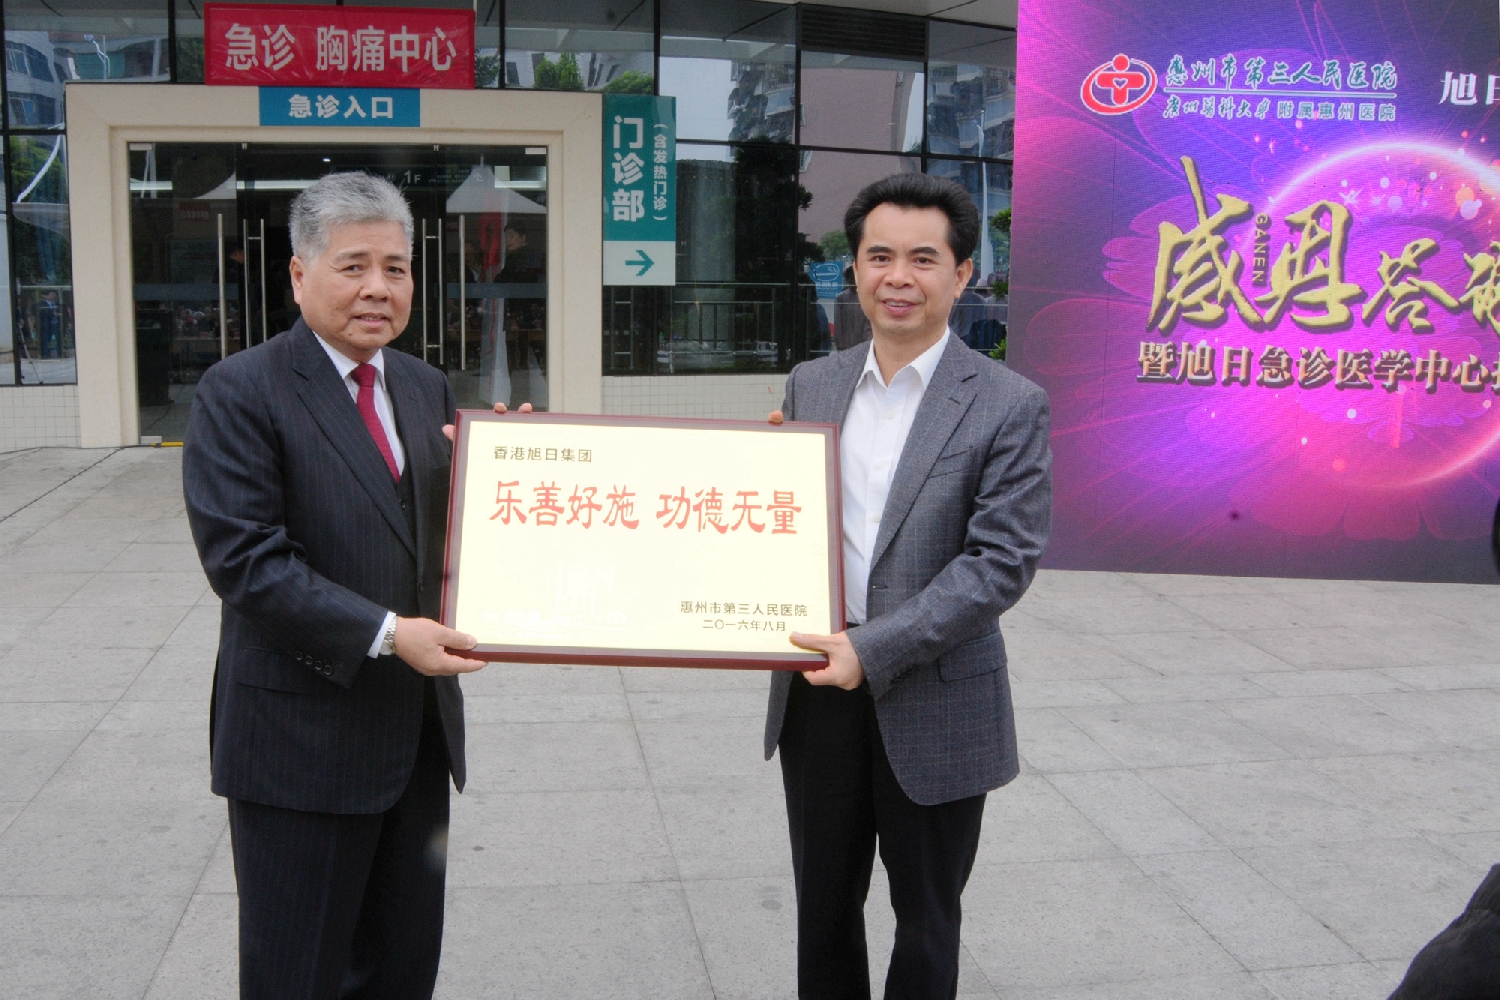 急诊 胸痛中心
急诊入口
门诊部
(含发热门诊)
→
1F
惠州市第三人民医院
广州医科大学附属惠州医院
旭日
感恩答
GANEN
暨旭日急诊医学中心
香港旭日集团
乐善好施 功德无量
惠州市第三人民医院
二〇一六年八月